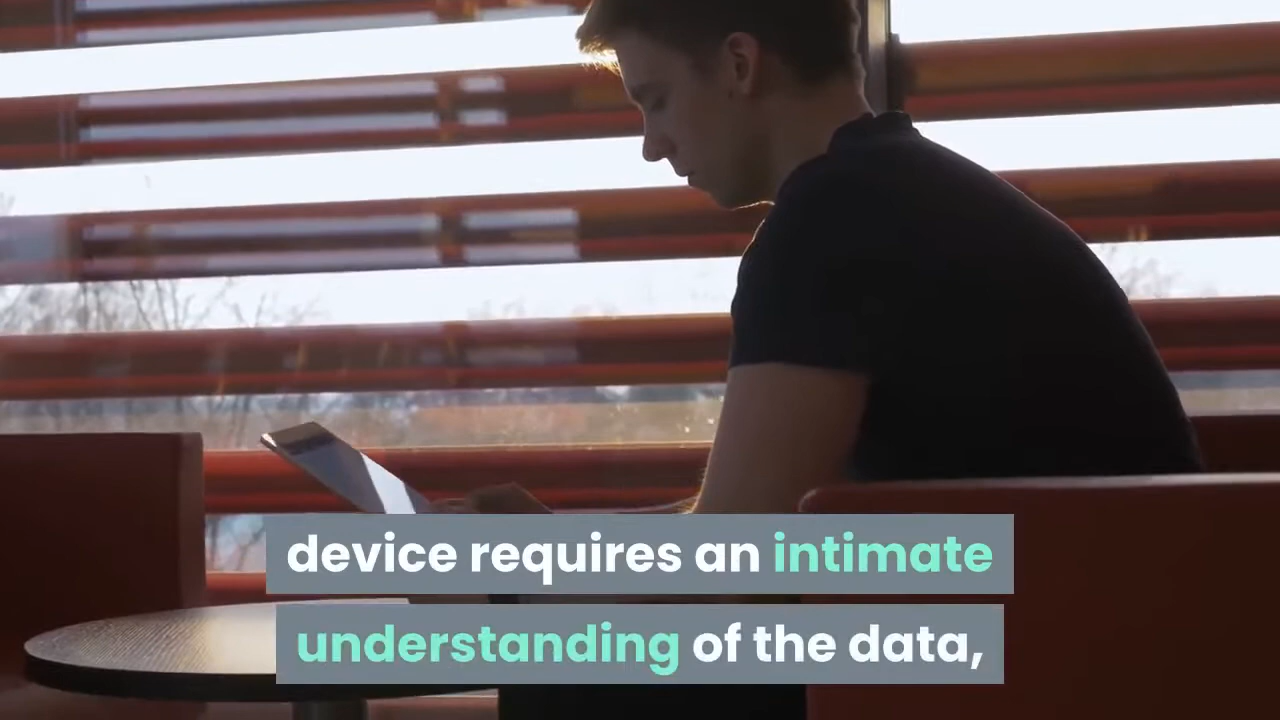 device requires an intimate
understanding of the data,